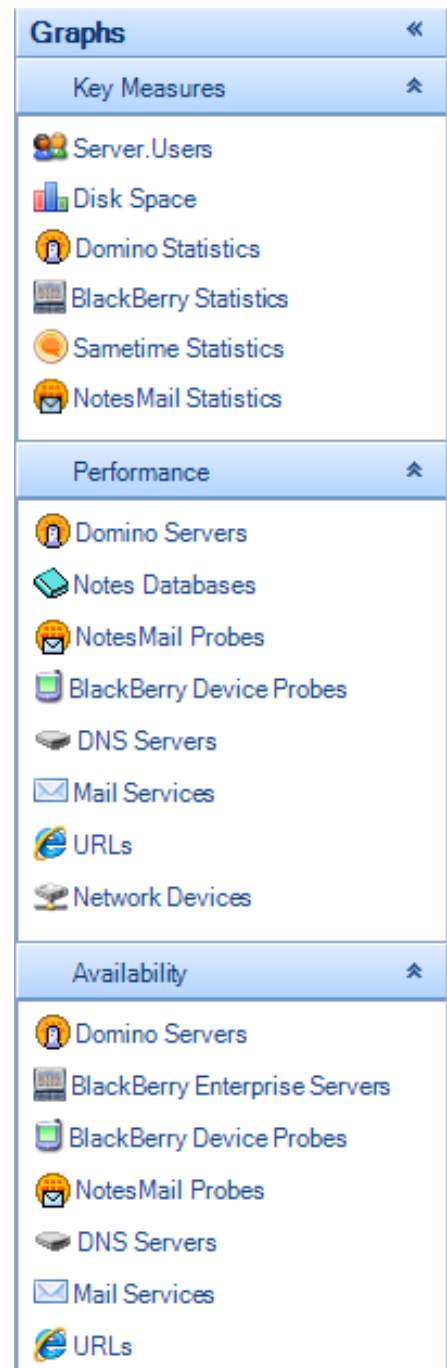 Graphs
Key Measures
Server.Users
Disk Space
Domino Statistics
BlackBerry Statistics
Sametime Statistics
NotesMail Statistics
Performance
Domino Servers
Notes Databases
NotesMail Probes
BlackBerry Device Probes
DNS Servers
Mail Services
URLs
Network Devices
Availability
Domino Servers
BlackBerry Enterprise Servers
BlackBerry Device Probes
NotesMail Probes
DNS Servers
Mail Services
URLs